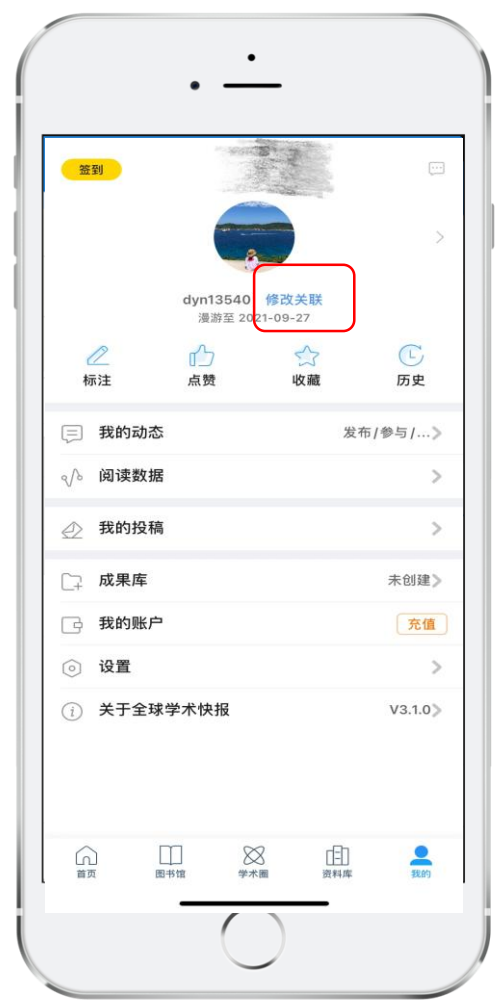 签到
dyn13540 修改关联
漫游至 2021-09-27
标注 点赞 收藏 历史
我的动态 发布/参与/...
阅读数据
我的投稿
成果库 未创建
我的账户 充值
设置
关于全球学术快报 V3.1.0
首页 图书馆 学术圈 资料库 我的